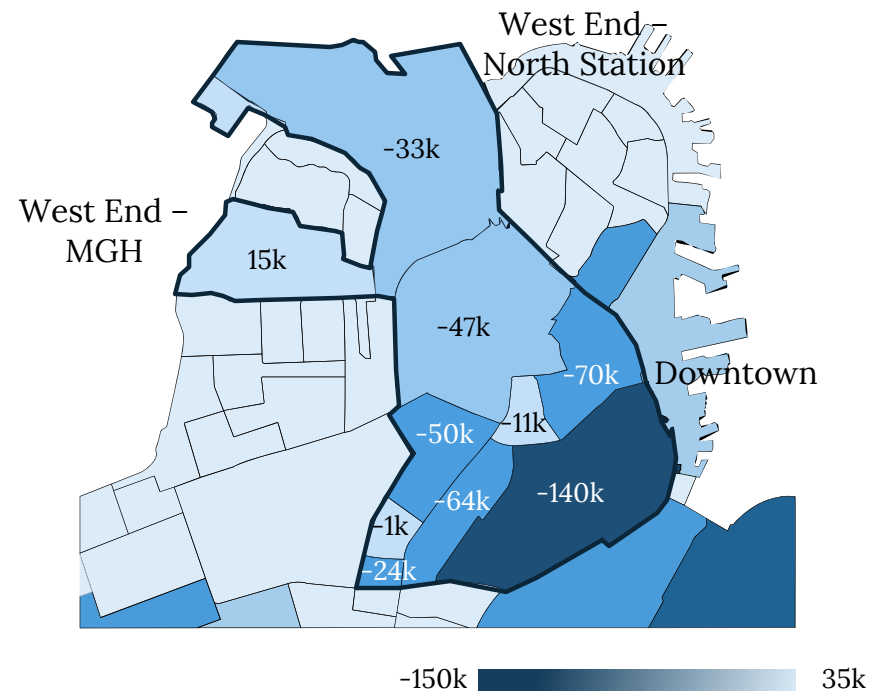 West End –
North Station
-33k
West End –
MGH
15k
-47k
-70k
Downtown
-11k
-50k
-64k
-140k
-1k
-24k
-150k
35k